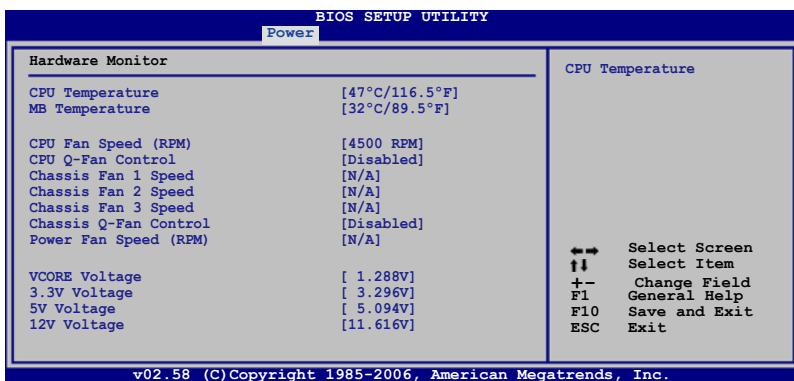 BIOS SETUP UTILITY
Power
Hardware Monitor
CPU Temperature [47°C/116.5°F]
MB Temperature [32°C/89.5°F]
CPU Fan Speed (RPM) [4500 RPM]
CPU Q-Fan Control [Disabled]
Chassis Fan 1 Speed [N/A]
Chassis Fan 2 Speed [N/A]
Chassis Fan 3 Speed [N/A]
Chassis Q-Fan Control [Disabled]
Power Fan Speed (RPM) [N/A]
VCORE Voltage [ 1.288V]
3.3V Voltage [ 3.296V]
5V Voltage [ 5.094V]
12V Voltage [11.616V]
CPU Temperature
←→ Select Screen
↑↓ Select Item
+- Change Field
F1 General Help
F10 Save and Exit
ESC Exit
v02.58 (C)Copyright 1985-2006, American Megatrends, Inc.